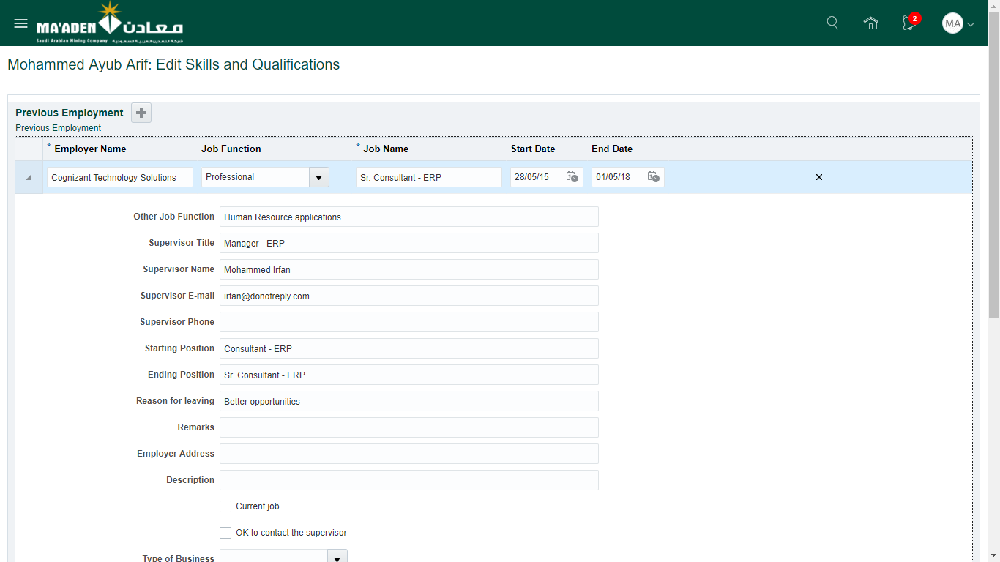 MA'ADEN معادن
Saudi Arabian Mining Company شركة التعدين العربية السعودية
2
MA
Mohammed Ayub Arif: Edit Skills and Qualifications
Previous Employment
Previous Employment
* Employer Name Job Function * Job Name Start Date End Date
Cognizant Technology Solutions Professional Sr. Consultant - ERP 28/05/15 01/05/18
Other Job Function Human Resource applications
Supervisor Title Manager - ERP
Supervisor Name Mohammed Irfan
Supervisor E-mail irfan@donotreply.com
Supervisor Phone
Starting Position Consultant - ERP
Ending Position Sr. Consultant - ERP
Reason for leaving Better opportunities
Remarks
Employer Address
Description
Current job
OK to contact the supervisor
Type of Business